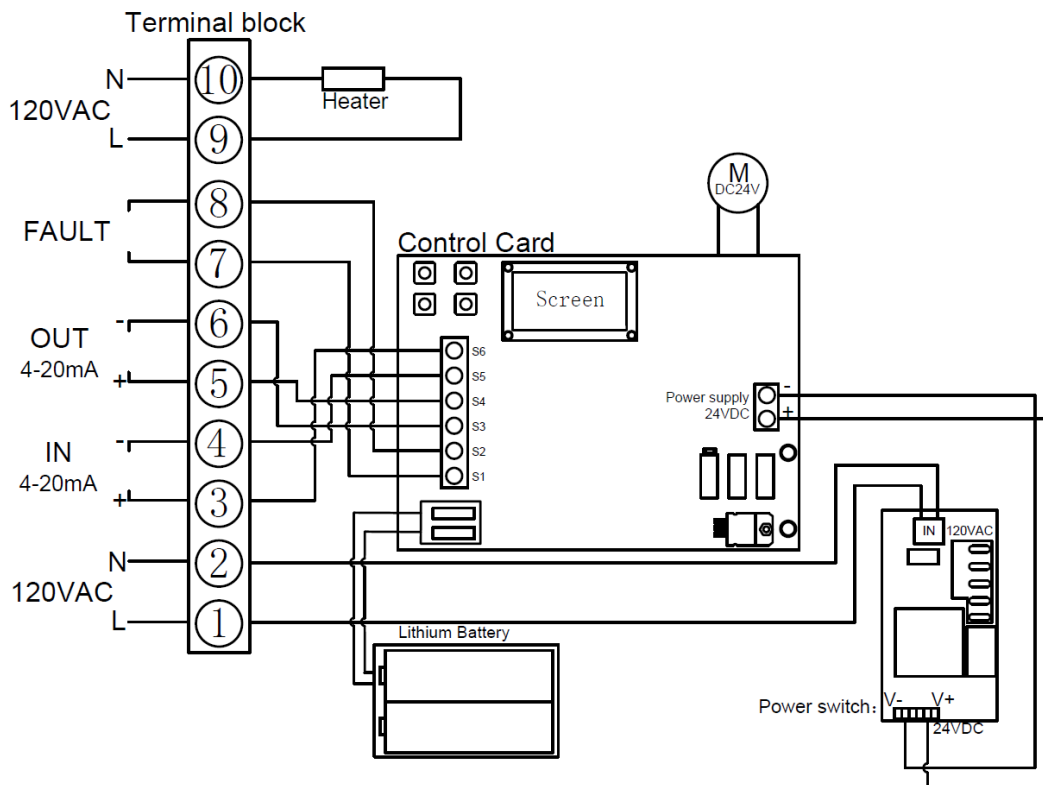 Terminal block
N
120VAC
L
10
9
Heater
FAULT
8
7
OUT
4-20mA
-
+
6
5
IN
4-20mA
-
+
4
3
N
120VAC
L
2
1
M
DC24V
Control Card
Screen
S6
S5
S4
S3
S2
S1
Power supply
24VDC
-
+
Lithium Battery
IN
120VAC
Power switch:
V-
V+
24VDC